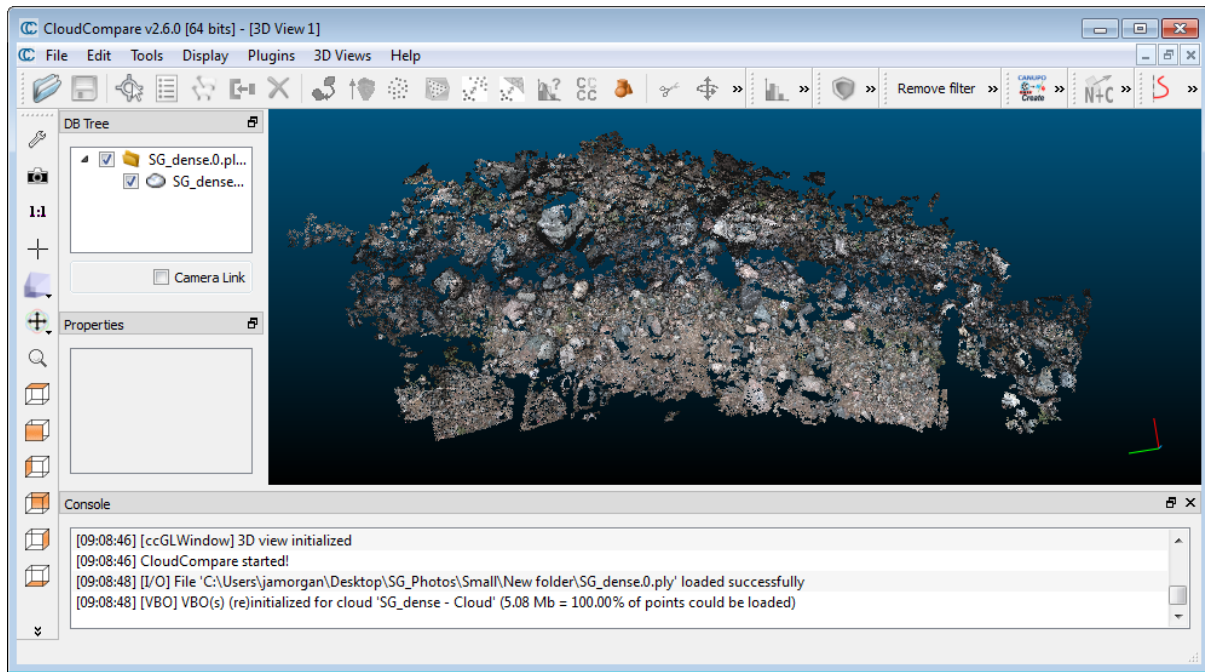 CloudCompare v2.6.0 [64 bits] - [3D View 1]
File Edit Tools Display Plugins 3D Views Help
CC CC Remove filter » CANUPO Create » N+C »
DB Tree
SG_dense.0.pl...
SG_dense...
1:1
Camera Link
Properties
Console
[09:08:46] [ccGLWindow] 3D view initialized
[09:08:46] CloudCompare started!
[09:08:48] [I/O] File 'C:\Users\jamorgan\Desktop\SG_Photos\Small\New folder\SG_dense.0.ply' loaded successfully
[09:08:48] [VBO] VBO(s) (re)initialized for cloud 'SG_dense - Cloud' (5.08 Mb = 100.00% of points could be loaded)